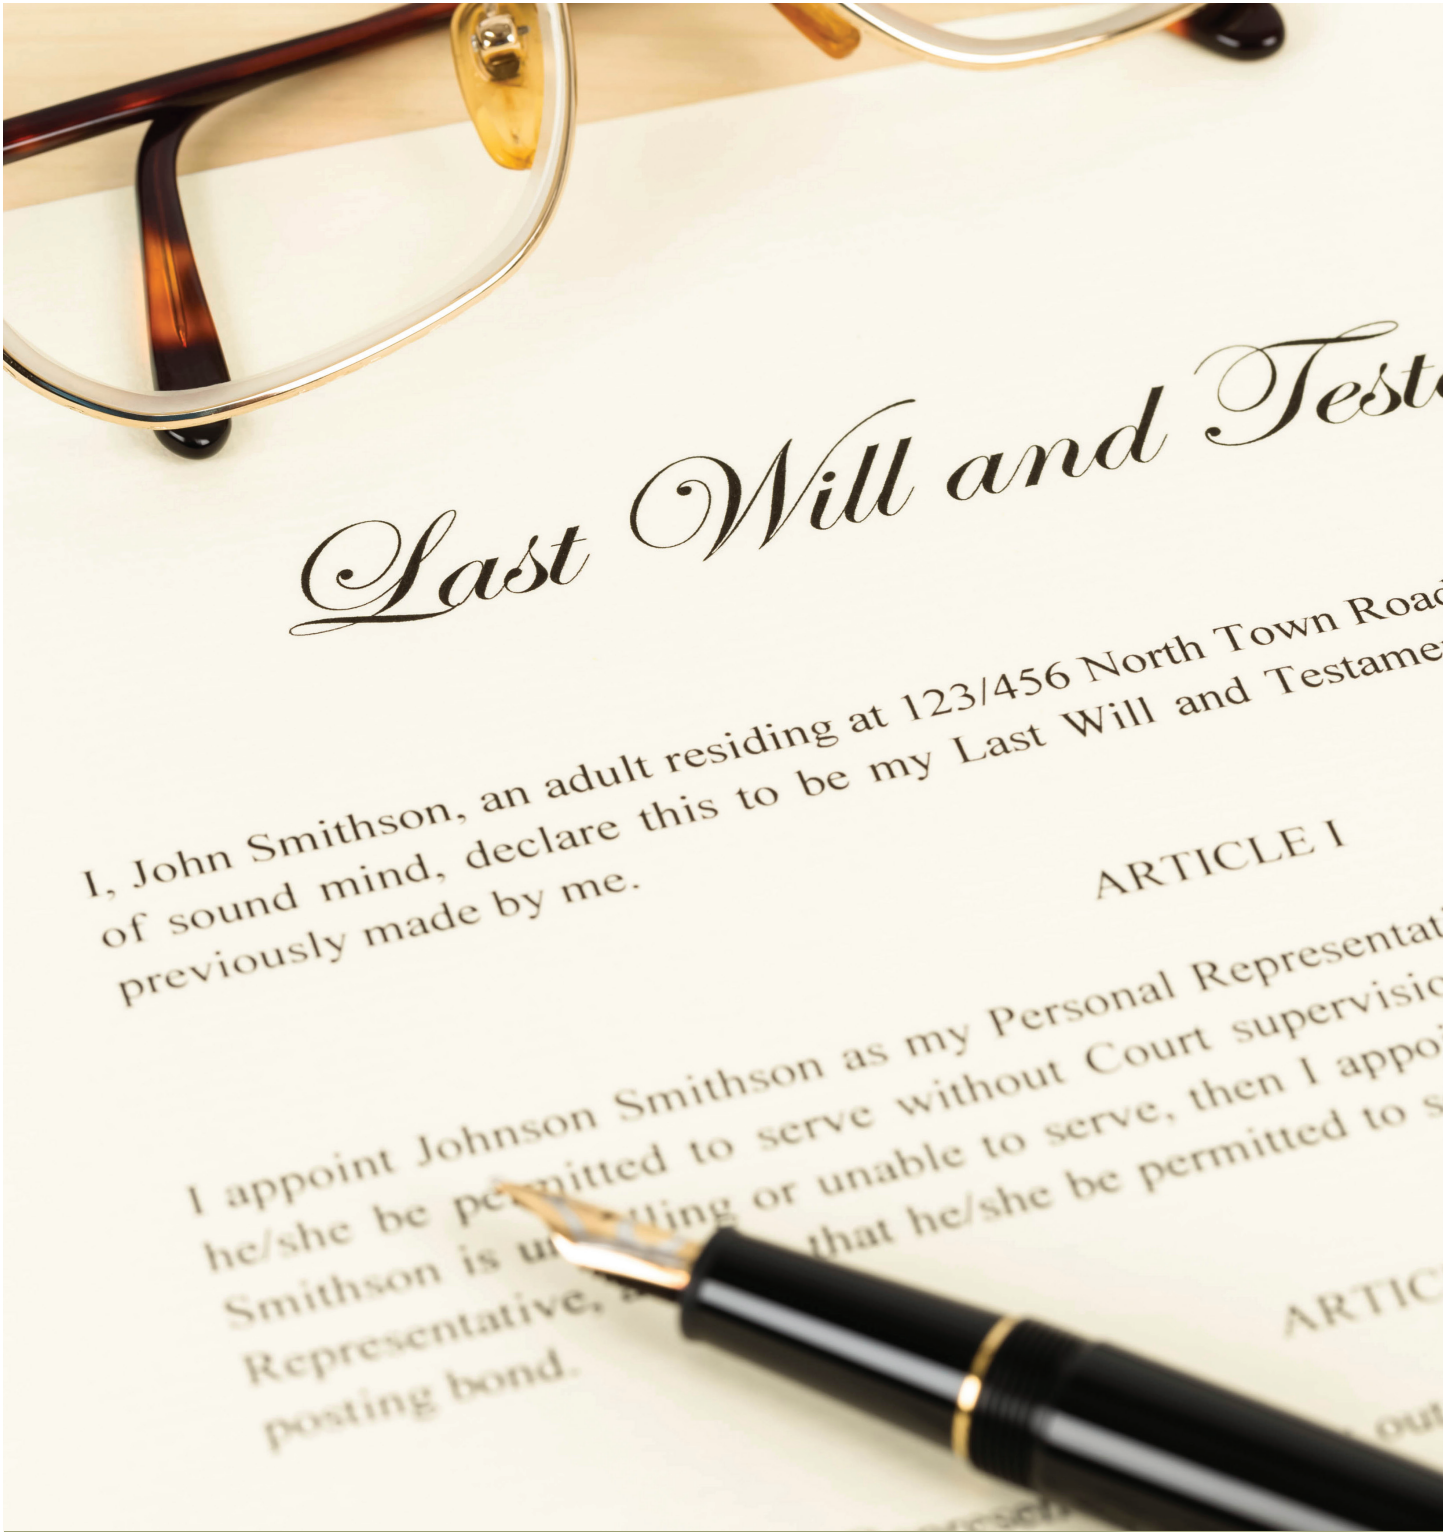 Last Will and Testa
I, John Smithson, an adult residing at 123/456 North Town Road
of sound mind, declare this to be my Last Will and Testame
previously made by me.
ARTICLE I
I appoint Johnson Smithson as my Personal Representat
he/she be permitted to serve without Court supervisio
Smithson is unwilling or unable to serve, then I appoi
Representative, that he/she be permitted to s
posting bond.
ARTIC
out